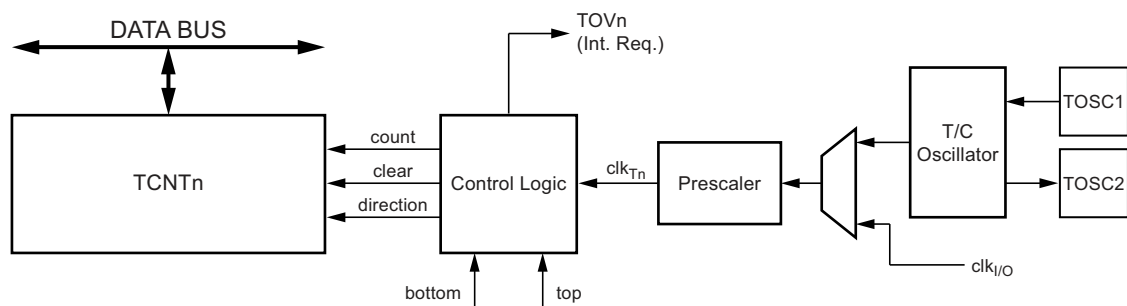 DATA BUS
TOVn
(Int. Req.)
TCNTn
count
clear
direction
Control Logic
clkTn
Prescaler
T/C
Oscillator
TOSC1
TOSC2
clkI/O
bottom
top